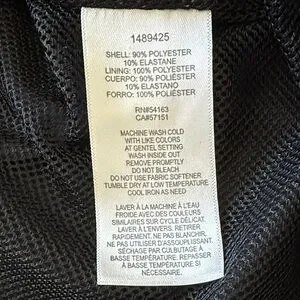 1489425
SHELL: 90% POLYESTER
10% ELASTANE
LINING: 100% POLYESTER
CUERPO: 90% POLIÉSTER
10% ELASTANO
FORRO: 100% POLIÉSTER
RN#54163
CA#57151
MACHINE WASH COLD
WITH LIKE COLORS
AT GENTEL SETTING
WASH INSIDE OUT
REMOVE PROMPTLY
DO NOT BLEACH
DO NOT USE FABRIC SOFTENER
TUMBLE DRY AT LOW TEMPERATURE
COOL IRON AS NEEDED
LAVER À LA MACHINE À L'EAU
FROIDE AVEC DES COULEURS
SIMILAIRES SUR CYCLE DÉLICAT.
LAVER À L'ENVERS. RETIRER
RAPIDEMENT. NE PAS BLANCHIR.
NE PAS UTILISER D'ASSOUPLISSANT.
SÉCHAGE PAR CULBUTAGE À
BASSE TEMPÉRATURE. REPASSER
À BASSE TEMPÉRATURE SI
NÉCESSAIRE.